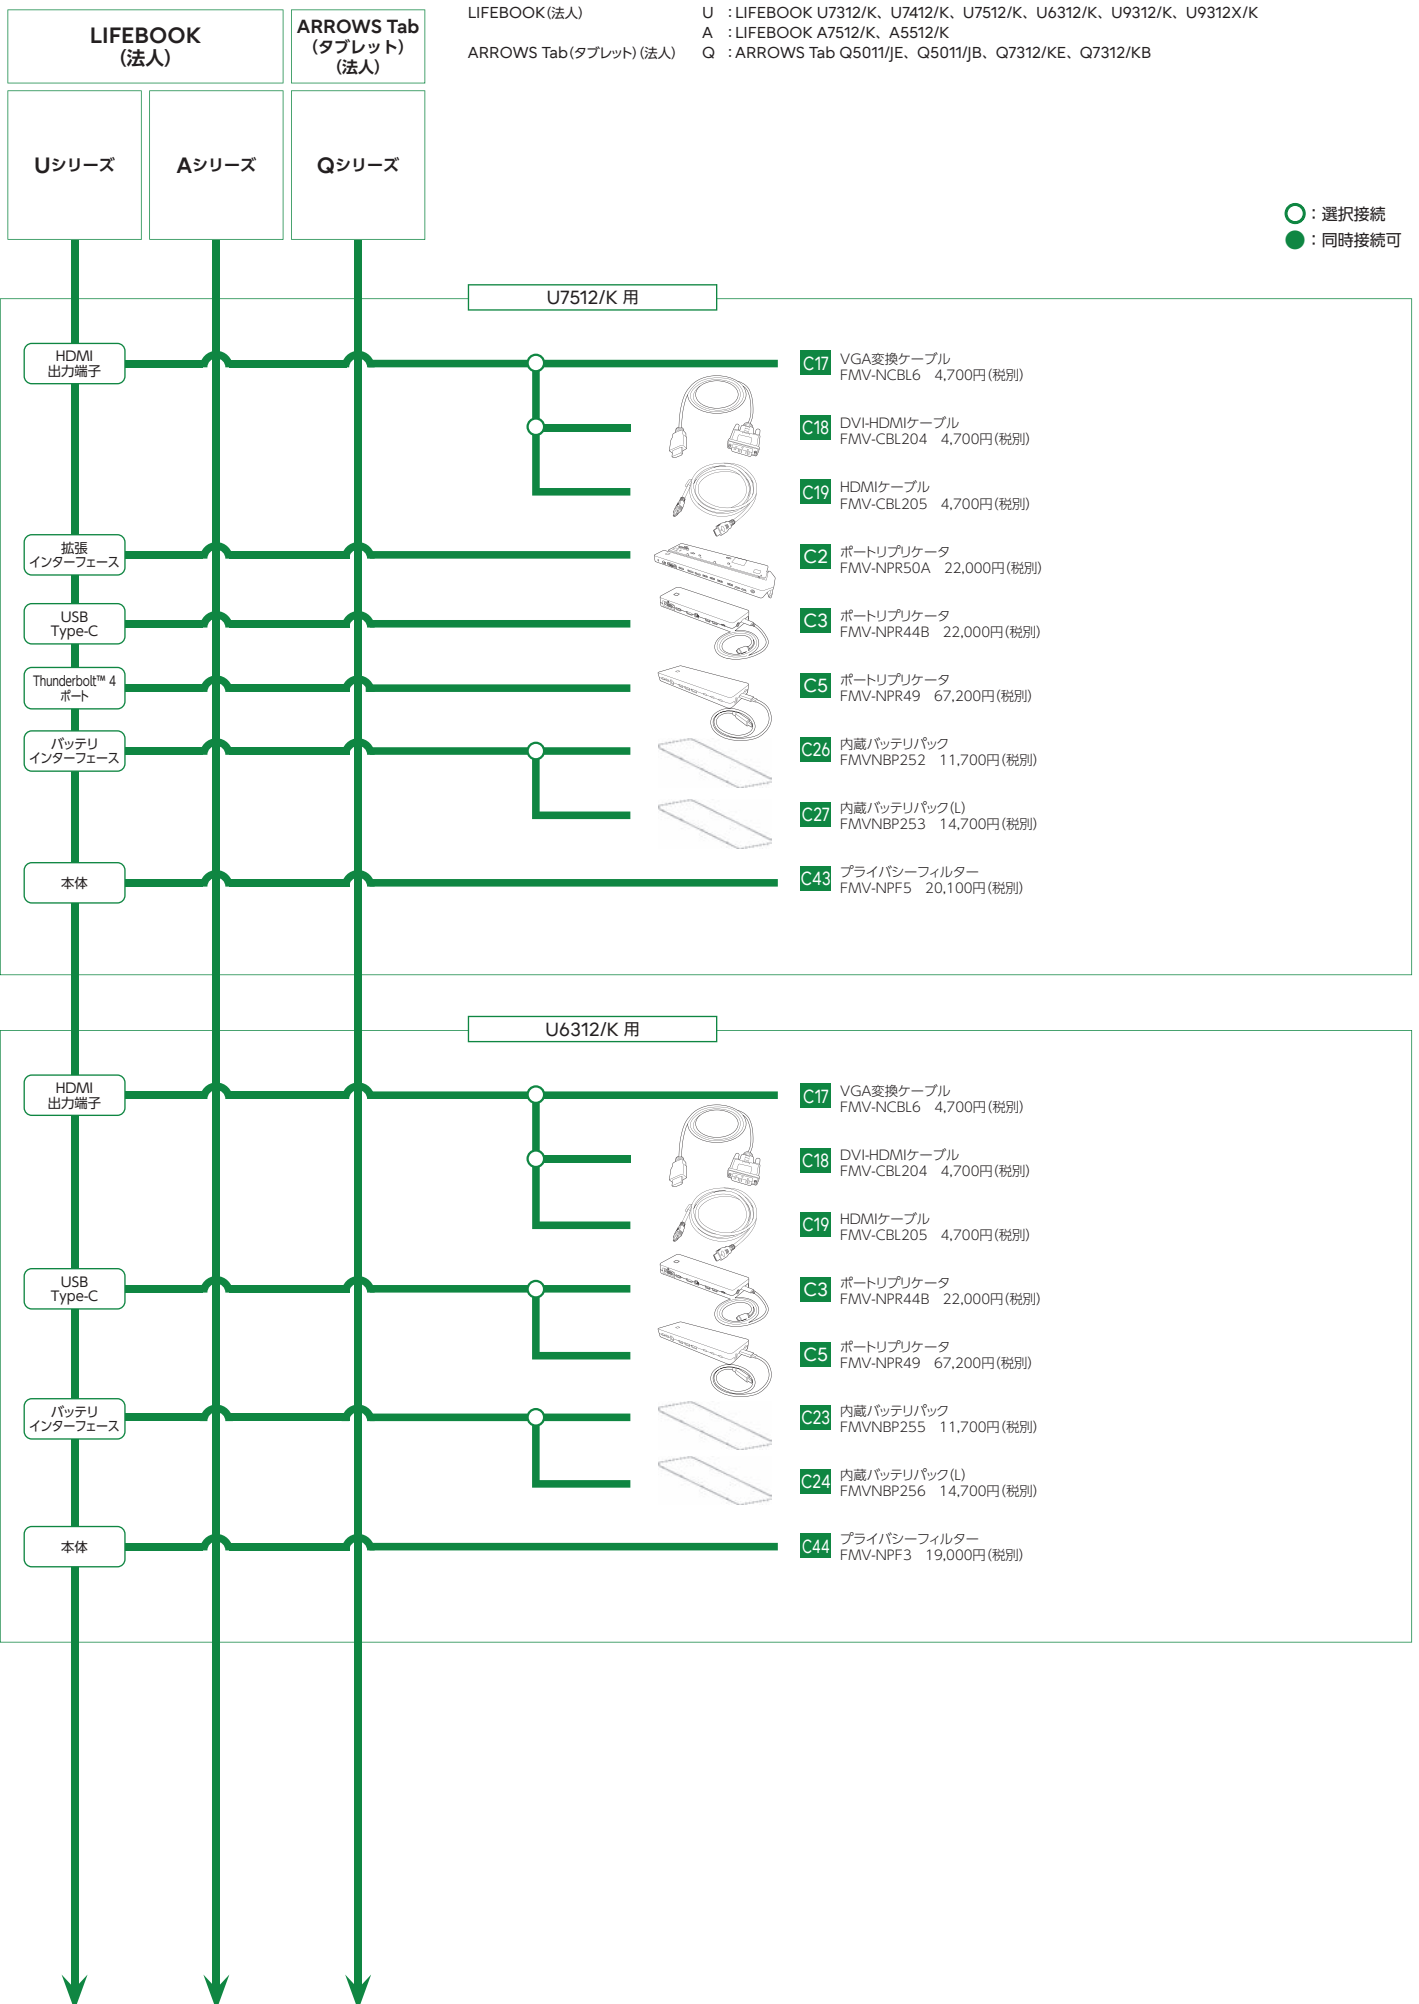 LIFEBOOK
（法人）
ARROWS Tab
（タブレット）
（法人）
LIFEBOOK（法人） U ：LIFEBOOK U7312/K、U7412/K、U7512/K、U6312/K、U9312/K、U9312X/K
A ：LIFEBOOK A7512/K、A5512/K
ARROWS Tab（タブレット）（法人） Q ：ARROWS Tab Q5011/JE、Q5011/JB、Q7312/KE、Q7312/KB
Uシリーズ
Aシリーズ
Qシリーズ
○：選択接続
●：同時接続可
U7512/K 用
HDMI
出力端子
C17 VGA変換ケーブル
FMV-NCBL6 4,700円（税別）
C18 DVI-HDMIケーブル
FMV-CBL204 4,700円（税別）
C19 HDMIケーブル
FMV-CBL205 4,700円（税別）
拡張
インターフェース
C2 ポートリプリケータ
FMV-NPR50A 22,000円（税別）
USB
Type-C
C3 ポートリプリケータ
FMV-NPR44B 22,000円（税別）
Thunderbolt™ 4
ポート
C5 ポートリプリケータ
FMV-NPR49 67,200円（税別）
バッテリ
インターフェース
C26 内蔵バッテリパック
FMVNBP252 11,700円（税別）
C27 内蔵バッテリパック（L）
FMVNBP253 14,700円（税別）
本体
C43 プライバシーフィルター
FMV-NPF5 20,100円（税別）
U6312/K 用
HDMI
出力端子
C17 VGA変換ケーブル
FMV-NCBL6 4,700円（税別）
C18 DVI-HDMIケーブル
FMV-CBL204 4,700円（税別）
C19 HDMIケーブル
FMV-CBL205 4,700円（税別）
USB
Type-C
C3 ポートリプリケータ
FMV-NPR44B 22,000円（税別）
C5 ポートリプリケータ
FMV-NPR49 67,200円（税別）
バッテリ
インターフェース
C23 内蔵バッテリパック
FMVNBP255 11,700円（税別）
C24 内蔵バッテリパック（L）
FMVNBP256 14,700円（税別）
本体
C44 プライバシーフィルター
FMV-NPF3 19,000円（税別）